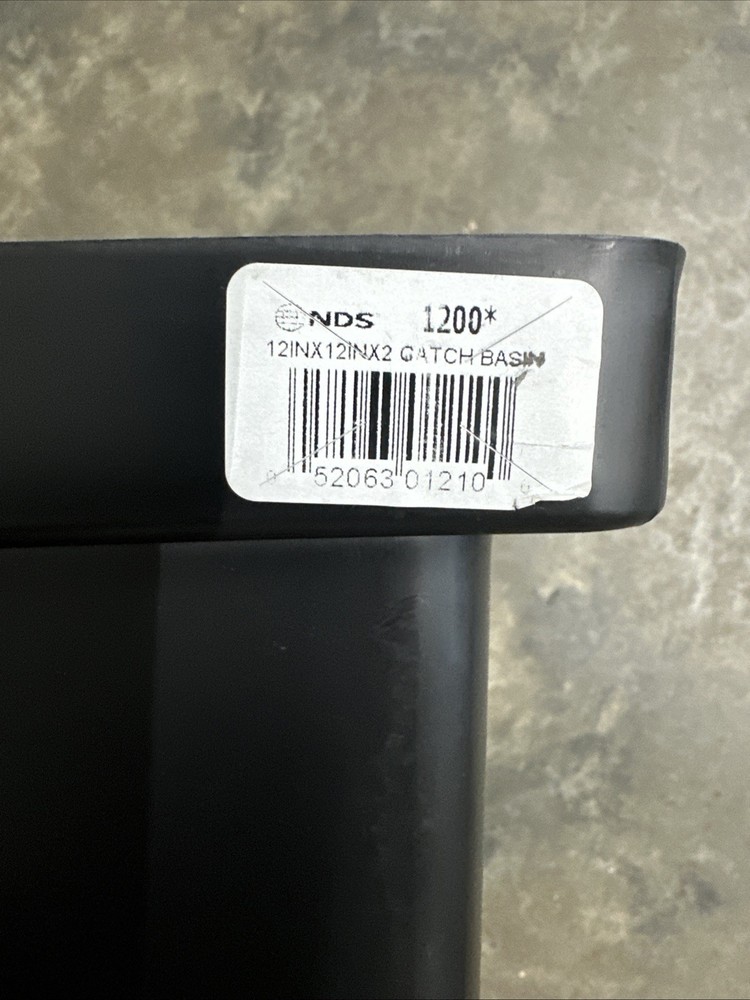 NDS 1200*
12INX12INX2 CATCH BASIN
52063 01210